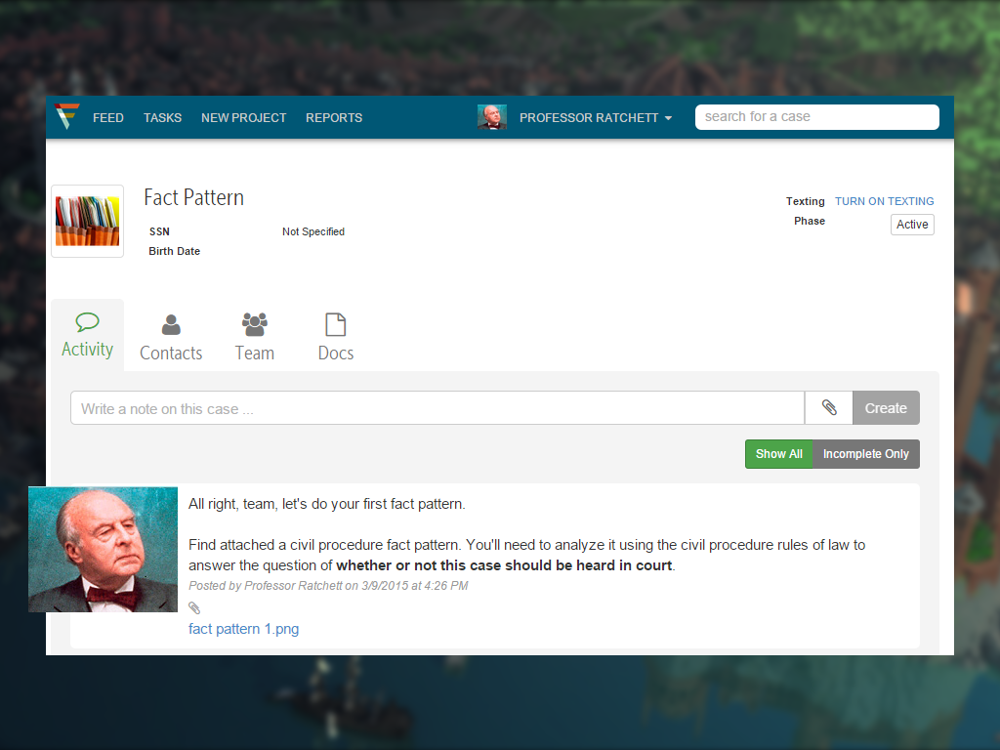 FEED TASKS NEW PROJECT REPORTS PROFESSOR RATCHETT search for a case
Fact Pattern
Texting TURN ON TEXTING
Phase Active
SSN Not Specified
Birth Date
Activity Contacts Team Docs
Write a note on this case ... Create
Show All Incomplete Only
All right, team, let's do your first fact pattern.
Find attached a civil procedure fact pattern. You'll need to analyze it using the civil procedure rules of law to
answer the question of whether or not this case should be heard in court.
Posted by Professor Ratchett on 3/9/2015 at 4:26 PM
fact pattern 1.png